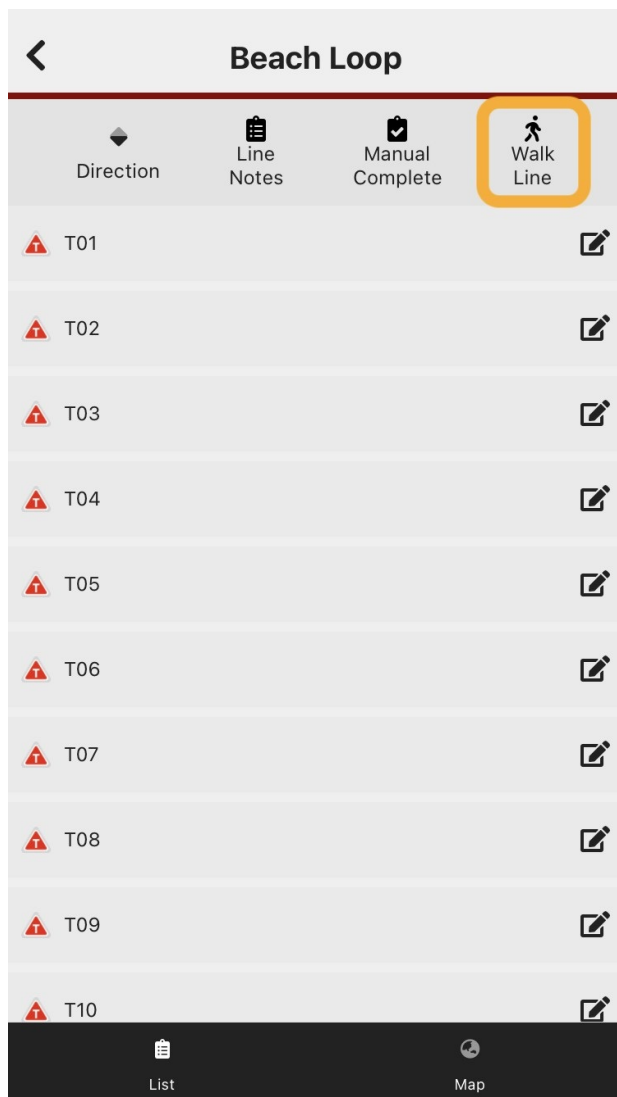 Beach Loop
Direction
Line
Notes
Manual
Complete
Walk
Line
T T01
T T02
T T03
T T04
T T05
T T06
T T07
T T08
T T09
T T10
List
Map